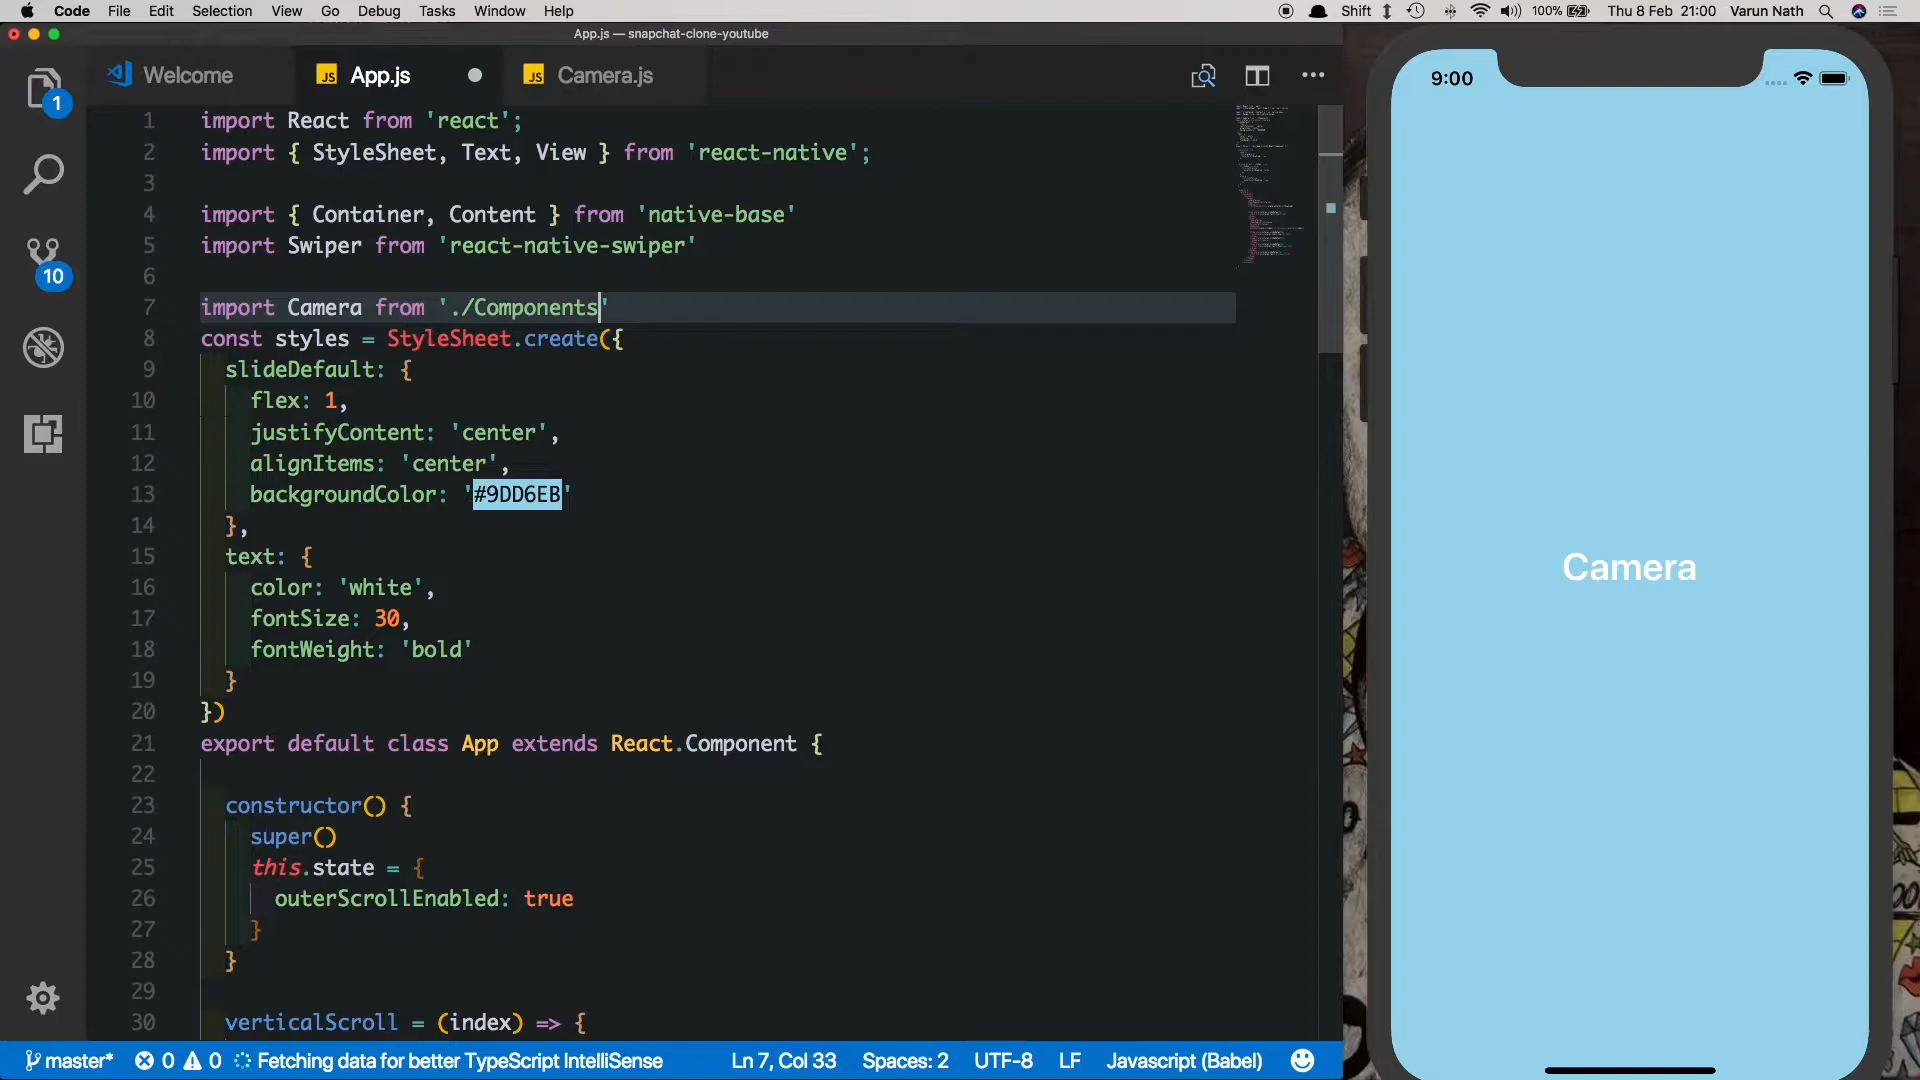 Code File Edit Selection View Go Debug Tasks Window Help Shift 100% Thu 8 Feb 21:00 Varun Nath
App.js — snapchat-clone-youtube
Welcome JS App.js JS Camera.js
1
10
1 import React from 'react';
2 import { StyleSheet, Text, View } from 'react-native';
3
4 import { Container, Content } from 'native-base'
5 import Swiper from 'react-native-swiper'
6
7 import Camera from './Components'
8 const styles = StyleSheet.create({
9 slideDefault: {
10 flex: 1,
11 justifyContent: 'center',
12 alignItems: 'center',
13 backgroundColor: '#9DD6EB'
14 },
15 text: {
16 color: 'white',
17 fontSize: 30,
18 fontWeight: 'bold'
19 }
20 })
21 export default class App extends React.Component {
22
23 constructor() {
24 super()
25 this.state = {
26 outerScrollEnabled: true
27 }
28 }
29
30 verticalScroll = (index) => {
master* 0 0 Fetching data for better TypeScript IntelliSense Ln 7, Col 33 Spaces: 2 UTF-8 LF Javascript (Babel)
9:00
Camera